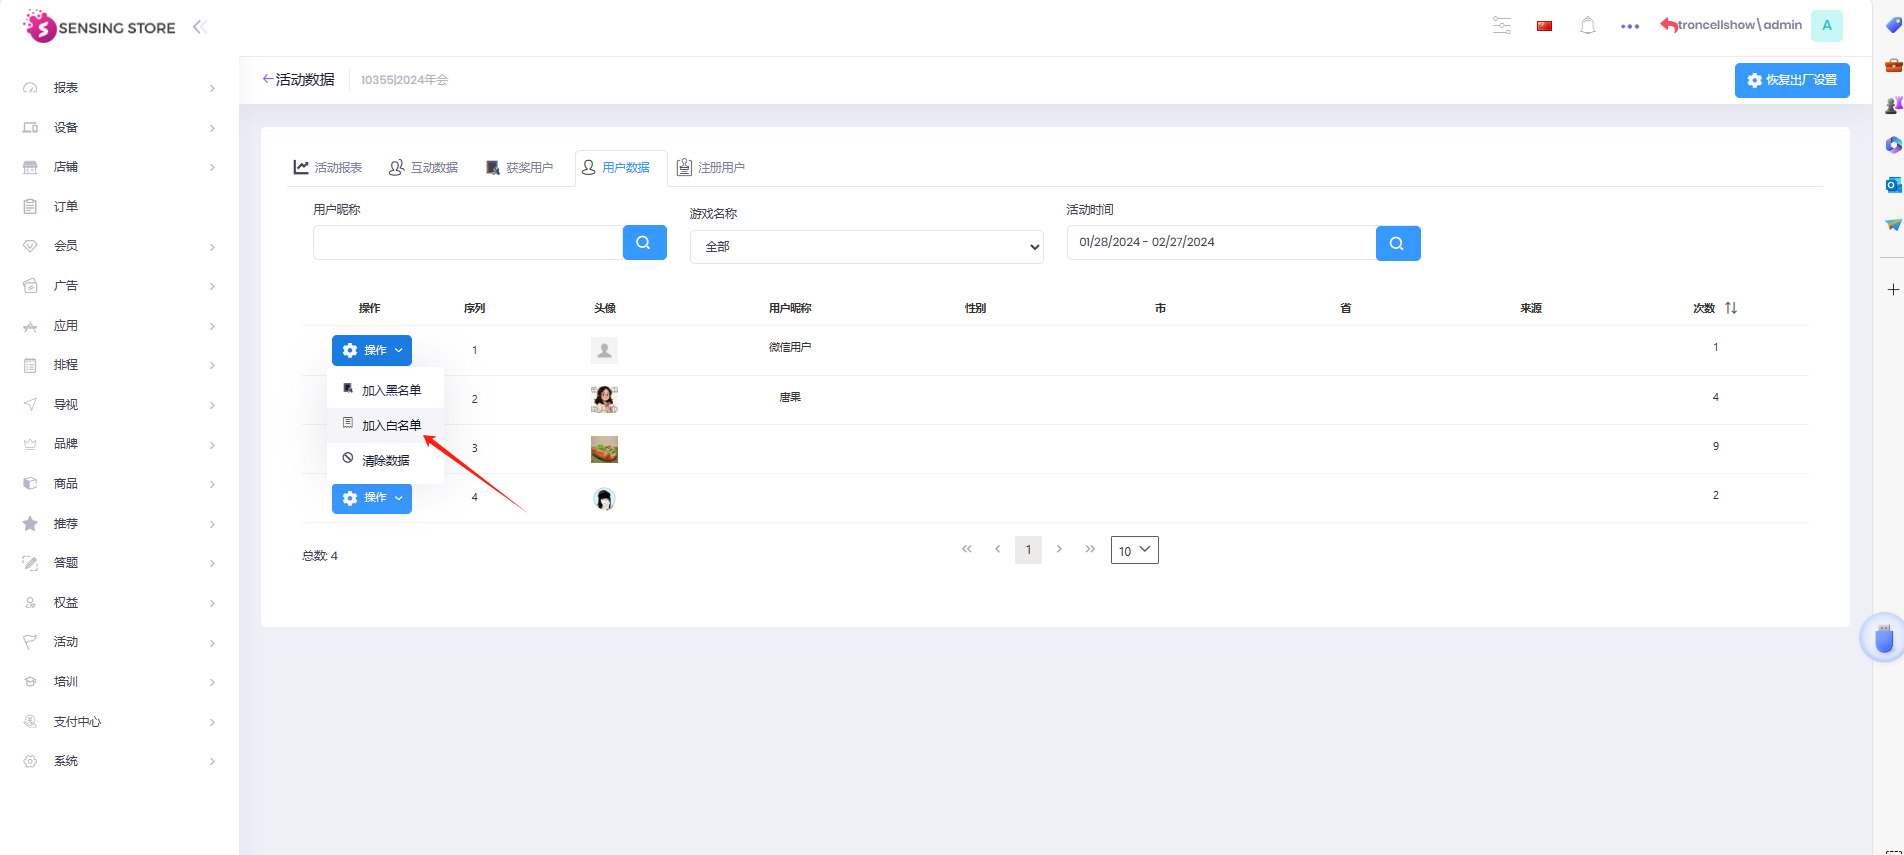 SENSING STORE
troncellshow\admin
A
报表
设备
店铺
订单
会员
广告
应用
排程
导视
品牌
商品
推荐
答题
权益
活动
培训
支付中心
系统
活动数据
10355|2024年会
恢复出厂设置
活动报表
互动数据
获奖用户
用户数据
注册用户
用户昵称
游戏名称
活动时间
全部
01/28/2024 - 02/27/2024
操作 序列 头像 用户昵称 性别 市 省 来源 次数
操作 1 微信用户 1
加入黑名单
2 唐果 4
加入白名单
3 9
清除数据
操作 4 2
总数: 4
1
10